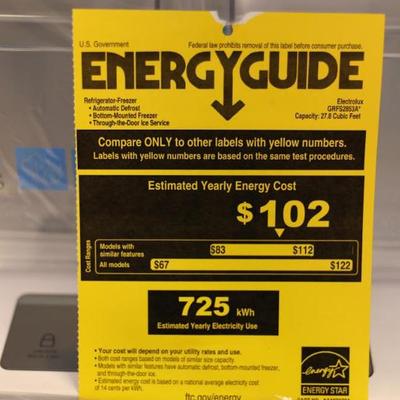 U.S. Government
Federal law prohibits removal of this label before consumer purchase.
ENERGYGUIDE
Refrigerator-Freezer
• Automatic Defrost
• Bottom-Mounted Freezer
• Through-the-Door Ice Service
Electrolux
GRFS2853A*
Capacity: 27.8 Cubic Feet
Compare ONLY to other labels with yellow numbers.
Labels with yellow numbers are based on the same test procedures.
Estimated Yearly Energy Cost
$102
Cost Ranges
Models with similar features
$83
$112
All models
$67
$122
725 kWh
Estimated Yearly Electricity Use
• Your cost will depend on your utility rates and use.
• Both cost ranges based on models of similar size capacity.
• Models with similar features have automatic defrost, bottom-mounted freezer,
and through-the-door ice.
• Estimated energy cost is based on a national average electricity cost
of 14 cents per kWh.
ftc.gov/energy
energy
ENERGY STAR